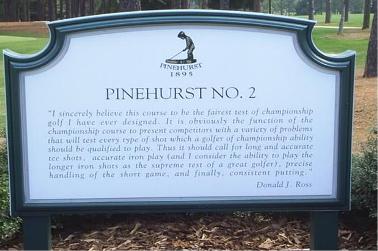 PINEHURST
1895
PINEHURST NO. 2
"I sincerely believe this course to be the fairest test of championship
golf I have ever designed. It is obviously the function of the
championship course to present competitors with a variety of problems
that will test every type of shot which a golfer of championship ability
should be qualified to play. Thus it should call for long and accurate
tee shots, accurate iron play (and I consider the ability to play the
longer iron shots as the supreme test of a great golfer), precise
handling of the short game, and finally, consistent putting."
Donald J. Ross